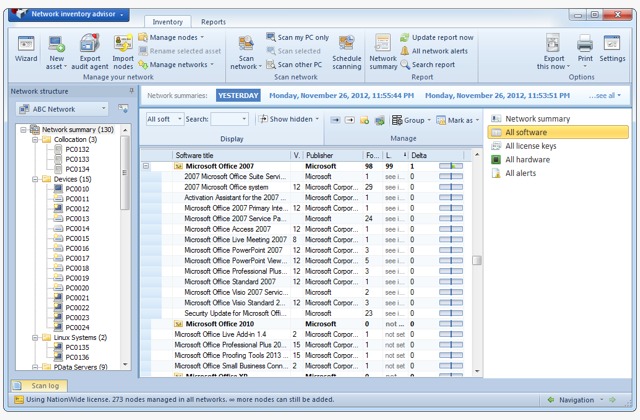 Network inventory advisor
Inventory Reports
Wizard
New asset
Export audit agent
Import nodes
Manage nodes
Rename selected asset
Manage networks
Manage your network
Scan network
Scan my PC only
Scan selected
Scan other PC
Schedule scanning
Scan network
Network summary
Update report now
All network alerts
Search report
Report
Export this now
Print
Settings
Options
Network structure
ABC Network
Network summary (130)
Collocation (3)
PC0132
PC0133
PC0134
Devices (15)
PC0010
PC0011
PC0012
PC0013
PC0014
PC0015
PC0016
PC0017
PC0018
PC0019
PC0020
PC0021
PC0022
PC0023
PC0024
Linux Systems (2)
PC0135
PC0136
PData Servers (9)
Network summaries: YESTERDAY Monday, November 26, 2012, 11:55:44 PM Monday, November 26, 2012, 11:53:51 PM ...see all
All soft Search: Show hidden Group Mark as
Display Manage
Software title V. Publisher Fo... L. Delta
Microsoft Office 2007 Microsoft 98 99 1
2007 Microsoft Office Suite Servi... Microsoft 1 see i... 0
2007 Microsoft Office system 12 Microsoft Corpor... 29 see i... 0
Activation Assistant for the 2007 ... Microsoft Corpor... 1 see i... 0
Microsoft Office 2007 Primary Inte... 12 Microsoft Corpor... 1 see i... 0
Microsoft Office 2007 Service Pa... Microsoft 24 see i... 0
Microsoft Office Access 2007 12 Microsoft Corpor... 1 see i... 0
Microsoft Office Live Meeting 2007 8 Microsoft Corpor... 1 see i... 0
Microsoft Office PowerPoint 2007 12 Microsoft Corpor... 3 see i... 0
Microsoft Office PowerPoint View... 12 Microsoft Corpor... 5 see i... 0
Microsoft Office Professional Plus... 12 Microsoft Corpor... 3 see i... 0
Microsoft Office Standard 2007 12 Microsoft Corpor... 1 see i... 0
Microsoft Office Visio 2007 Servic... Microsoft 2 see i... 0
Microsoft Office Visio Standard 2... 12 Microsoft Corpor... 3 see i... 0
Security Update for Microsoft Offi... Microsoft 23 see i... 0
Microsoft Office 2010 Microsoft 0 not ... 0
Microsoft Office Live Add-in 1.4 2 Microsoft Corpor... 1 not set 0
Microsoft Office Professional Plus 20... 15 Microsoft Corpor... 1 not set 0
Microsoft Office Proofing Tools 2013 ... 15 Microsoft Corpor... 1 not set 0
Microsoft Office Small Business Conn... 2 Microsoft Corpor... 1 not set 0
Network summary
All software
All license keys
All hardware
All alerts
Scan log
Using NationWide license. 273 nodes managed in all networks. ∞ more nodes can still be added.
Navigation